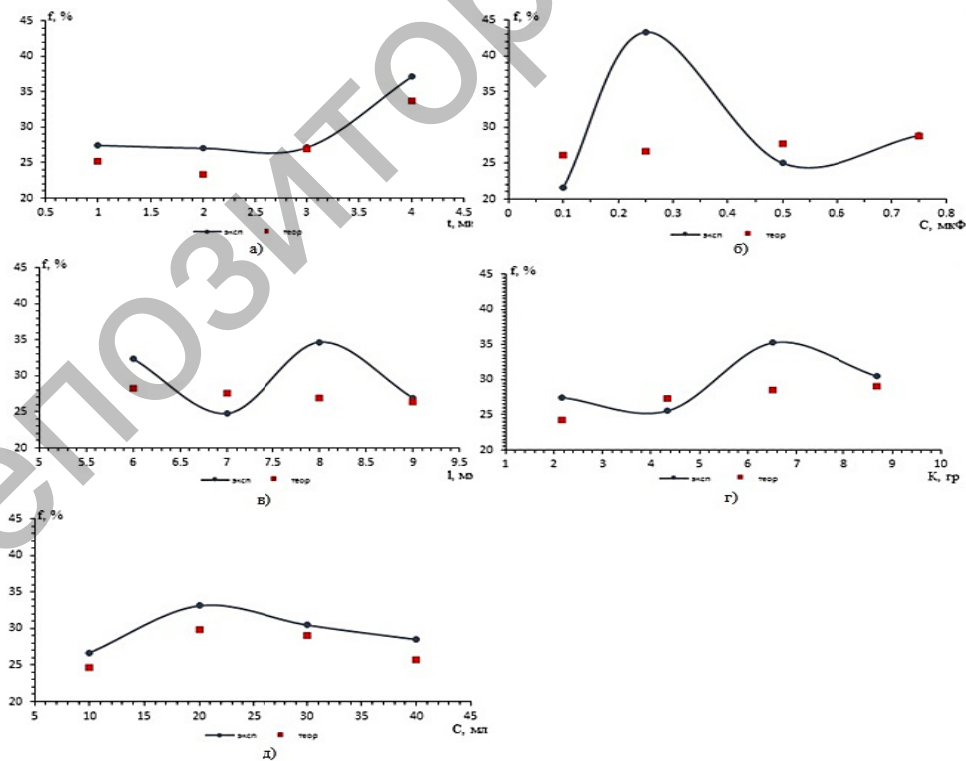 f, %
45
40
35
30
25
20
0.5 1 1.5 2 2.5 3 3.5 4 4.5
t, ми
эксп теор
а)
f, %
45
40
35
30
25
20
0 0.1 0.2 0.3 0.4 0.5 0.6 0.7 0.8
С, мкФ
эксп теор
б)
f, %
45
40
35
30
25
20
5 5.5 6 6.5 7 7.5 8 8.5 9 9.5
эксп теор
в)
f, %
45
40
35
30
25
20
1 2 3 4 5 6 7 8 9 10
К, гр
эксп теор
г)
f, %
45
40
35
30
25
20
5 10 15 20 25 30 35 40 45
С, мл
эксп теор
д)
епозитор